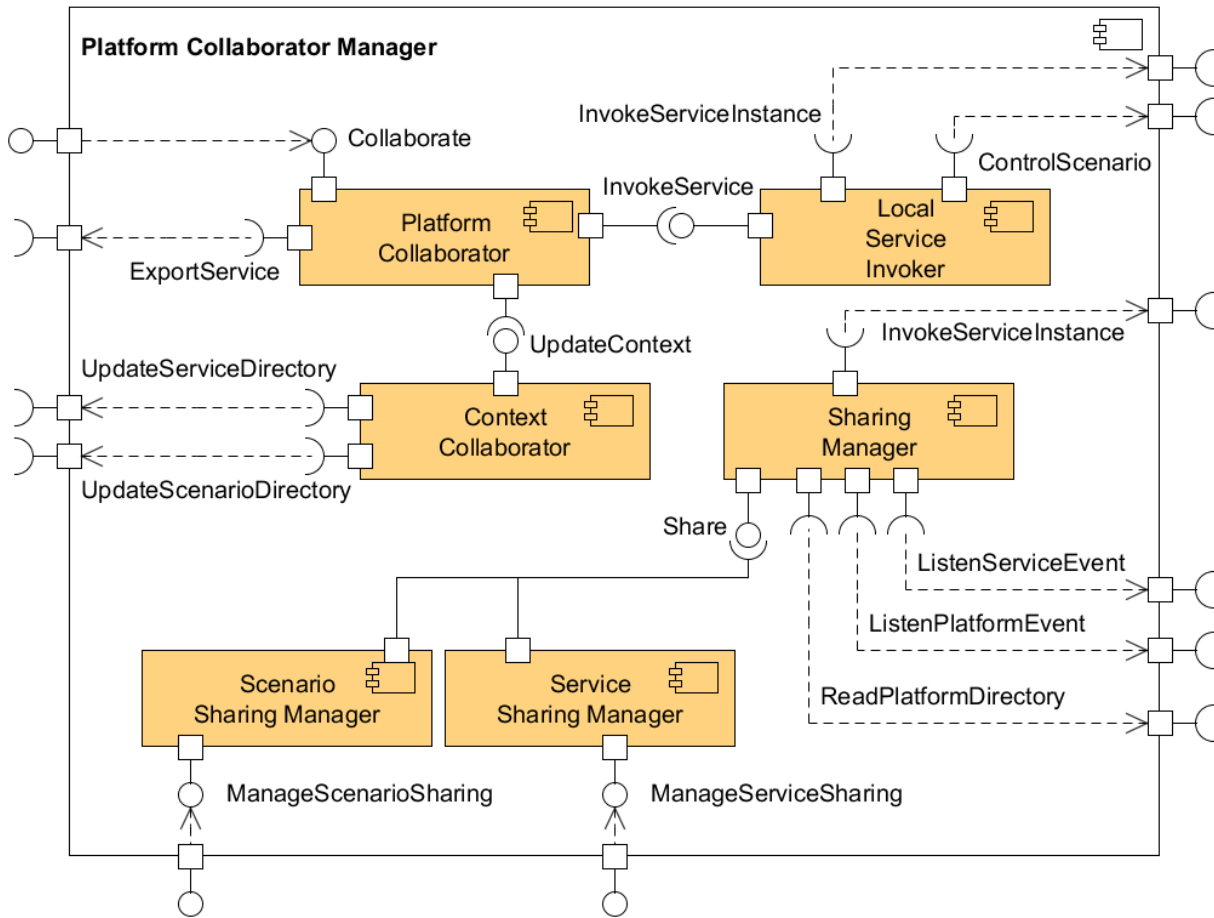 Platform Collaborator Manager
InvokeServiceInstance
Collaborate
ControlScenario
InvokeService
Platform
Collaborator
Local
Service
Invoker
ExportService
InvokeServiceInstance
UpdateContext
UpdateServiceDirectory
Context
Collaborator
Sharing
Manager
UpdateScenarioDirectory
Share
ListenServiceEvent
ListenPlatformEvent
Scenario
Sharing Manager
Service
Sharing Manager
ReadPlatformDirectory
ManageScenarioSharing
ManageServiceSharing